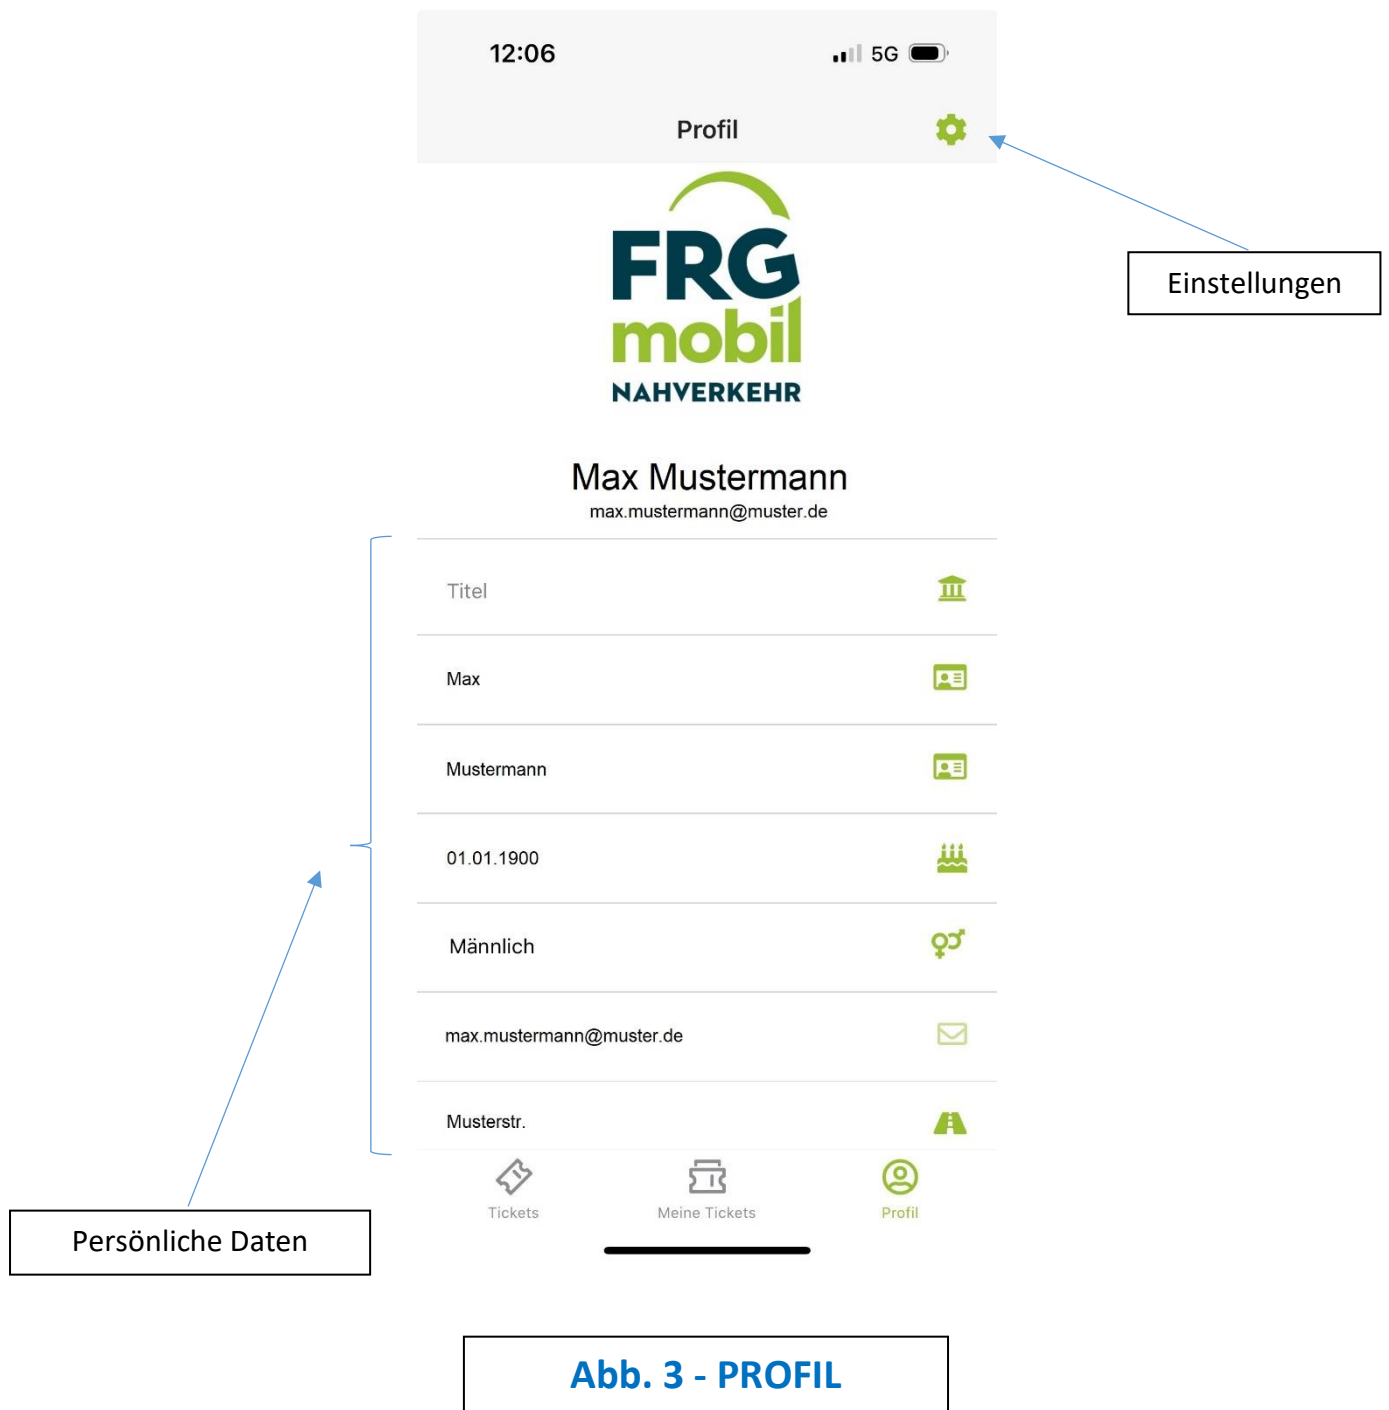 12:06
5G
Profil
Einstellungen
FRG
mobil
NAHVERKEHR
Max Mustermann
max.mustermann@muster.de
Titel
Max
Mustermann
01.01.1900
Männlich
max.mustermann@muster.de
Musterstr.
Tickets
Meine Tickets
Profil
Persönliche Daten
Abb. 3 - PROFIL